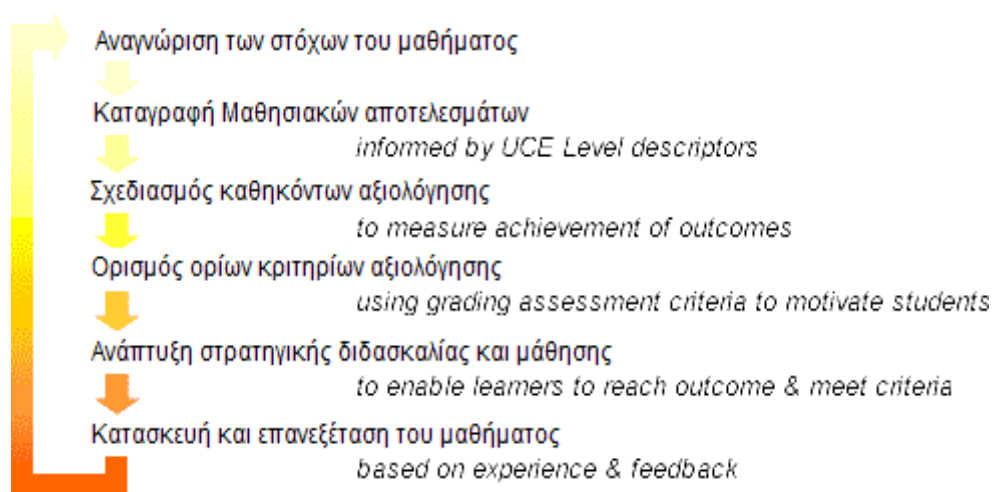 Αναγνώριση των στόχων του μαθήματος
Καταγραφή Μαθησιακών αποτελεσμάτων
informed by UCE Level descriptors
Σχεδιασμός καθηκόντων αξιολόγησης
to measure achievement of outcomes
Ορισμός ορίων κριτηρίων αξιολόγησης
using grading assessment criteria to motivate students
Ανάπτυξη στρατηγικής διδασκαλίας και μάθησης
to enable learners to reach outcome & meet criteria
Κατασκευή και επανεξέταση του μαθήματος
based on experience & feedback